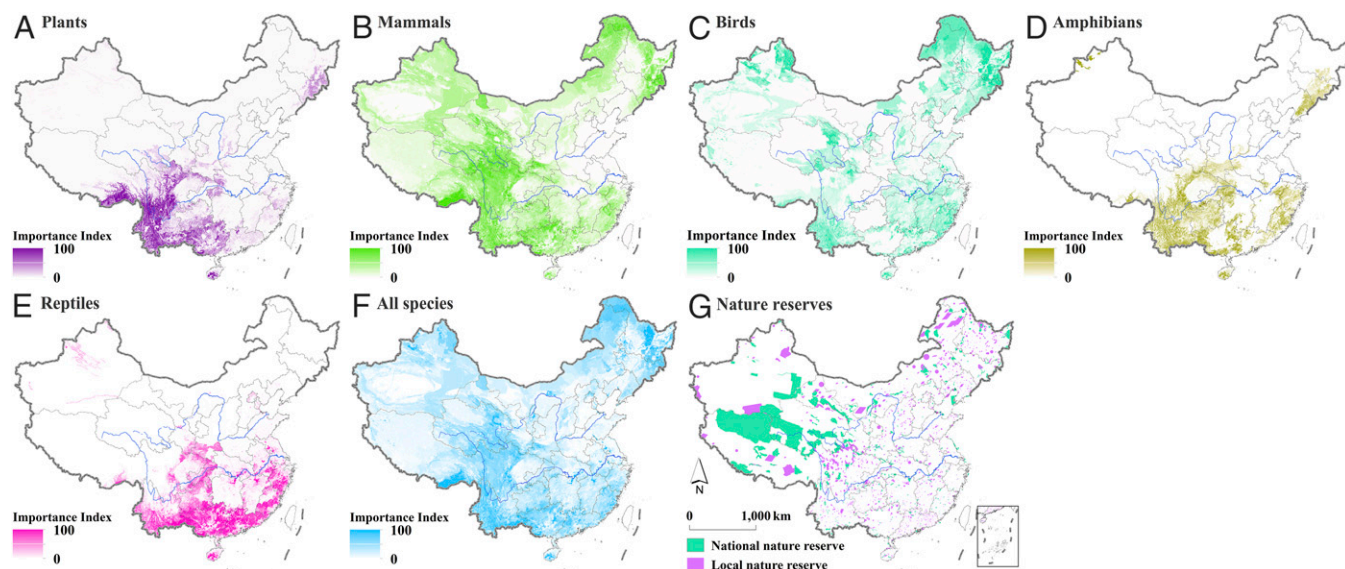 A Plants
B Mammals
C Birds
D Amphibians
Importance Index
100
0
Importance Index
100
0
Importance Index
100
0
Importance Index
100
0
E Reptiles
F All species
G Nature reserves
Importance Index
100
0
Importance Index
100
0
N
0 1,000 km
National nature reserve
Local nature reserve